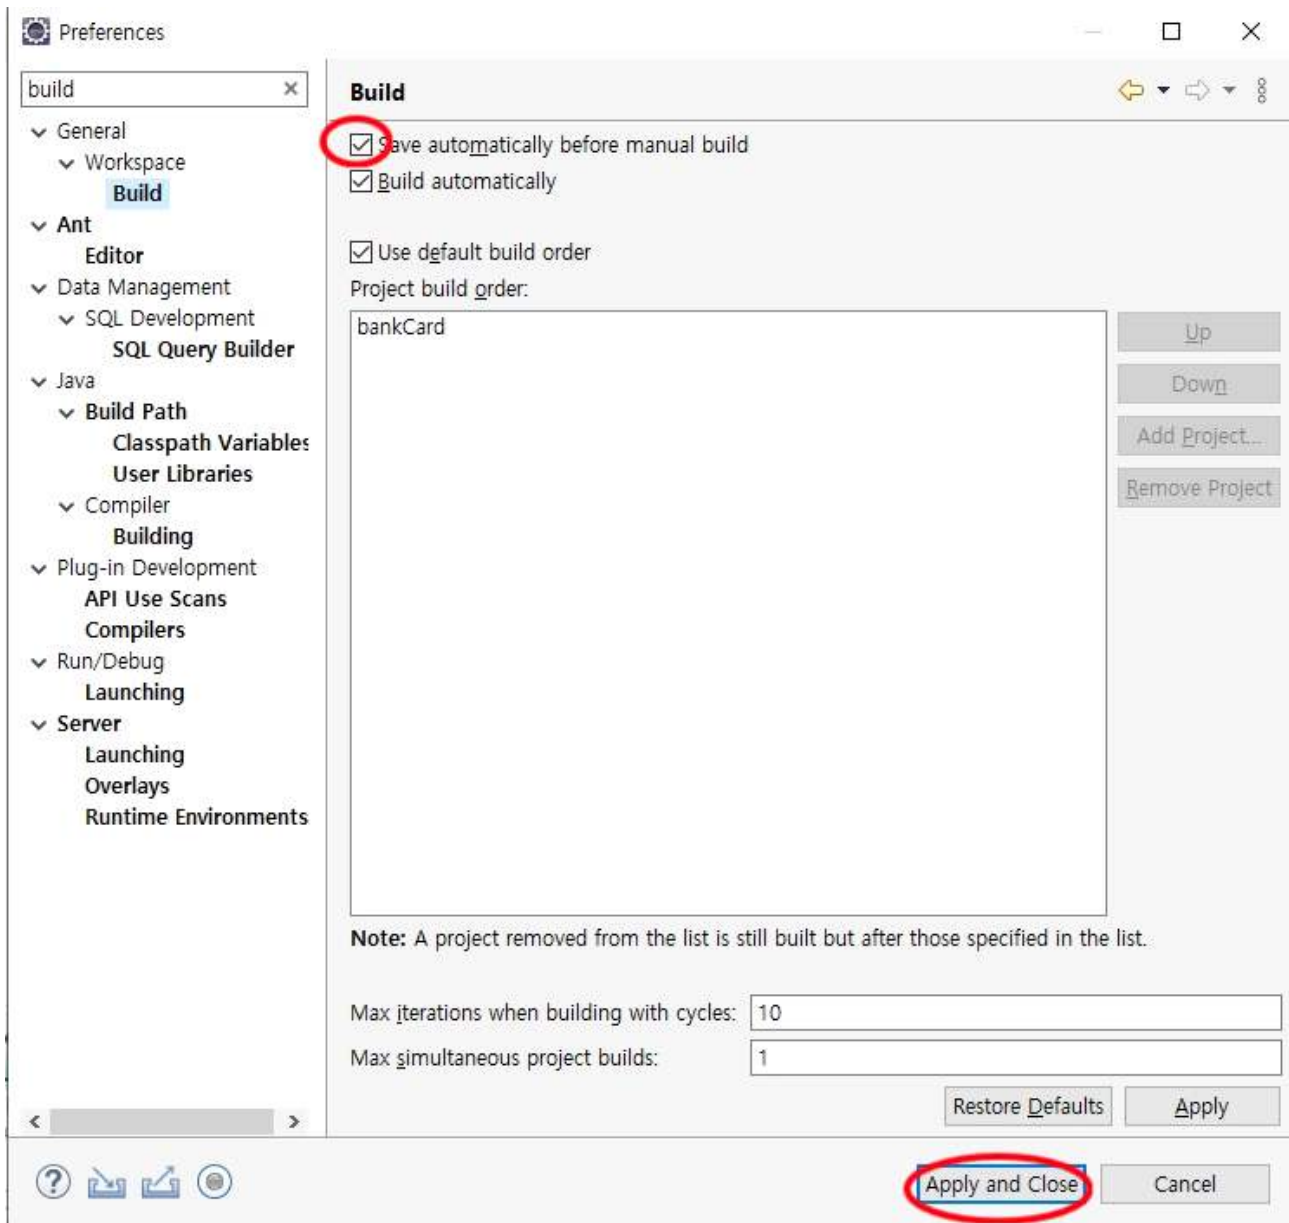 Preferences
build
General
Workspace
Build
Ant
Editor
Data Management
SQL Development
SQL Query Builder
Java
Build Path
Classpath Variables
User Libraries
Compiler
Building
Plug-in Development
API Use Scans
Compilers
Run/Debug
Launching
Server
Launching
Overlays
Runtime Environments
Build
Save automatically before manual build
Build automatically
Use default build order
Project build order:
bankCard
Up
Down
Add Project...
Remove Project
Note: A project removed from the list is still built but after those specified in the list.
Max iterations when building with cycles: 10
Max simultaneous project builds: 1
Restore Defaults Apply
Apply and Close Cancel